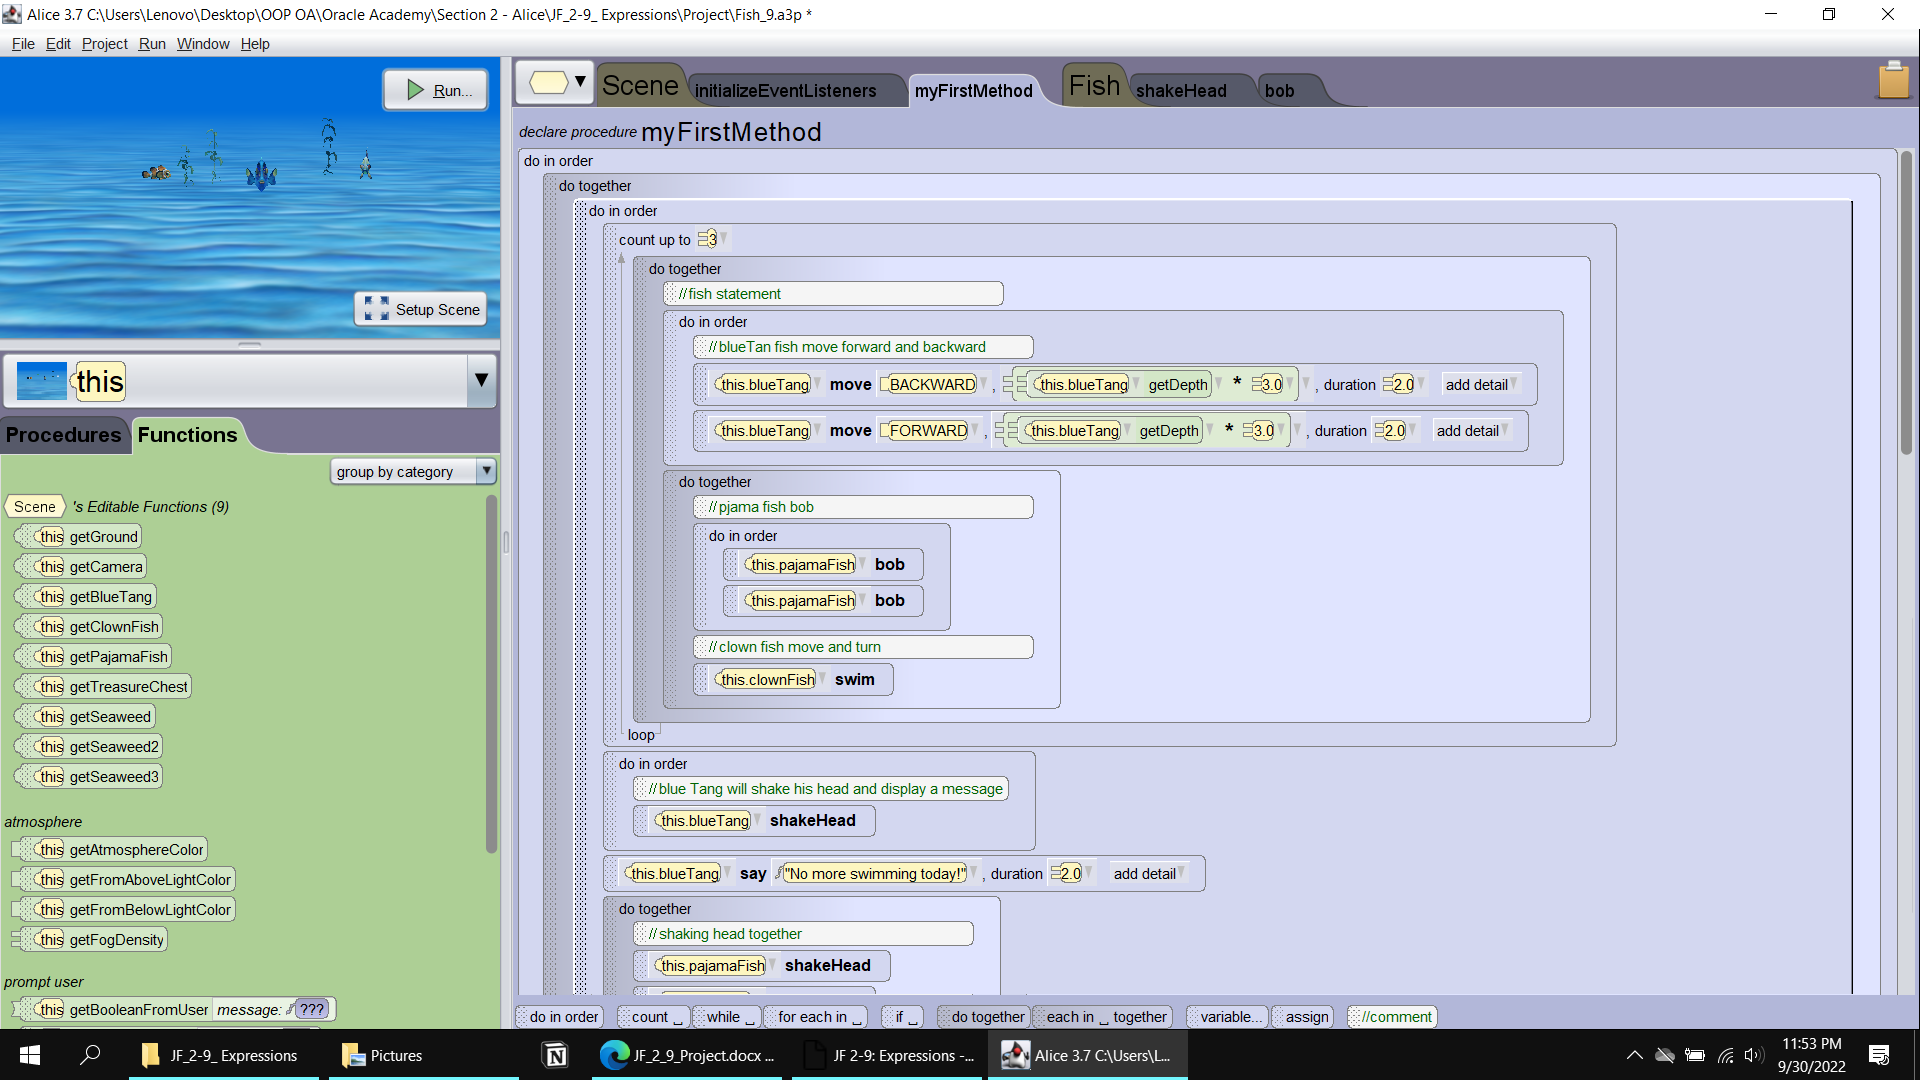 Alice 3.7 C:\Users\Lenovo\Desktop\OOP OA\Oracle Academy\Section 2 - Alice\JF_2-9_ Expressions\Project\Fish_9.a3p *
File Edit Project Run Window Help
Run...
Setup Scene
this
Procedures Functions
group by category
Scene 's Editable Functions (9)
this getGround
this getCamera
this getBlueTang
this getClownFish
this getPajamaFish
this getTreasureChest
this getSeaweed
this getSeaweed2
this getSeaweed3
atmosphere
this getAtmosphereColor
this getFromAboveLightColor
this getFromBelowLightColor
this getFogDensity
prompt user
this getBooleanFromUser message: ???
Scene initializeEventListeners myFirstMethod Fish shakeHead bob
declare procedure myFirstMethod
do in order
do together
do in order
count up to 3
do together
//fish statement
do in order
//blueTan fish move forward and backward
this.blueTang move BACKWARD , this.blueTang getDepth * 3.0 , duration 2.0 add detail
this.blueTang move FORWARD , this.blueTang getDepth * 3.0 , duration 2.0 add detail
do together
//pjama fish bob
do in order
this.pajamaFish bob
this.pajamaFish bob
//clown fish move and turn
this.clownFish swim
loop
do in order
//blue Tang will shake his head and display a message
this.blueTang shakeHead
this.blueTang say "No more swimming today!" , duration 2.0 add detail
do together
//shaking head together
this.pajamaFish shakeHead
do in order count _ while _ for each in _ if _ do together each in _ together variable... assign //comment
JF_2-9_ Expressions Pictures JF_2_9_Project.docx ... JF 2-9: Expressions -... Alice 3.7 C:\Users\L...
11:53 PM
9/30/2022